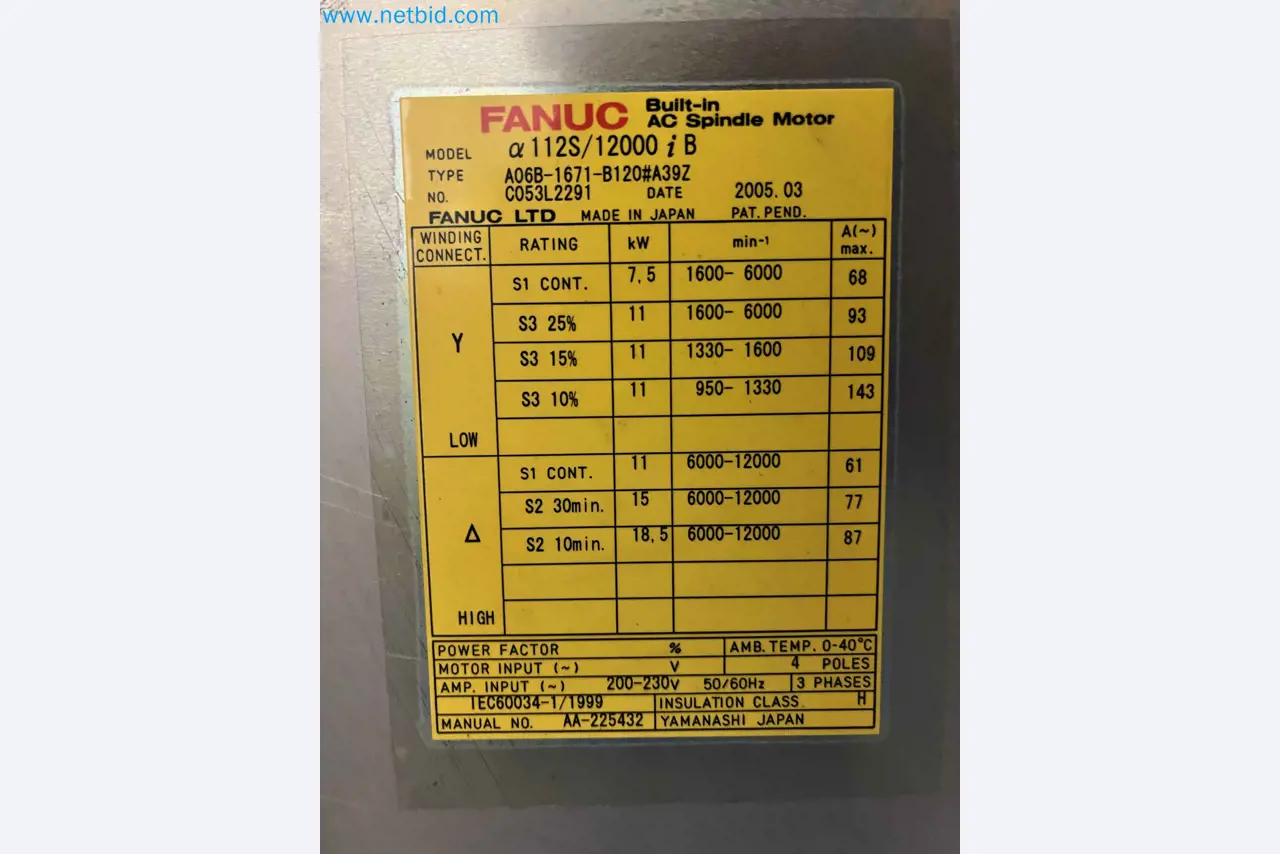 www.netbid.com
FANUC Built-in AC Spindle Motor
MODEL α112S/12000 i B
TYPE A06B-1671-B120#A39Z
NO. C053L2291 DATE 2005.03
FANUC LTD MADE IN JAPAN PAT. PEND.
WINDING CONNECT. RATING kW min-1 A(~) max.
S1 CONT. 7,5 1600- 6000 68
S3 25% 11 1600- 6000 93
Y
S3 15% 11 1330- 1600 109
S3 10% 11 950- 1330 143
LOW
S1 CONT. 11 6000-12000 61
S2 30min. 15 6000-12000 77
Δ
S2 10min. 18,5 6000-12000 87
HIGH
POWER FACTOR % AMB. TEMP. 0-40°C
MOTOR INPUT (~) V 4 POLES
AMP. INPUT (~) 200-230V 50/60Hz 3 PHASES
IEC60034-1/1999 INSULATION CLASS H
MANUAL NO. AA-225432 YAMANASHI JAPAN